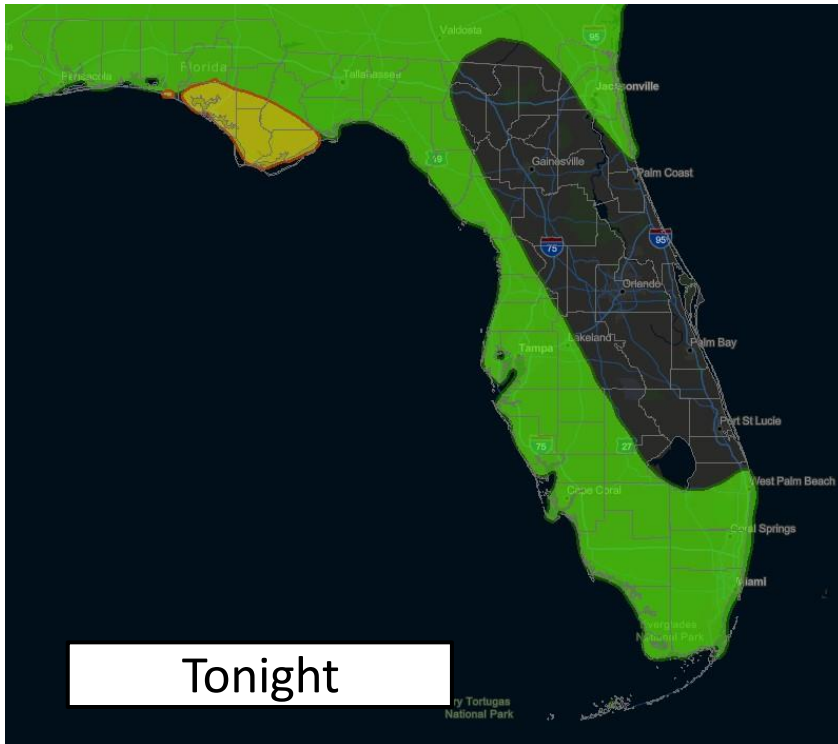 Valdosta
95
Pensacola
Florida
Tallahassee
Jacksonville
19
Gainesville
Palm Coast
75
95
Orlando
Lakeland
Tampa
Palm Bay
Port St Lucie
75
27
Cape Coral
West Palm Beach
Coral Springs
Miami
Everglades
National Park
Tonight
ry Tortugas
National Park